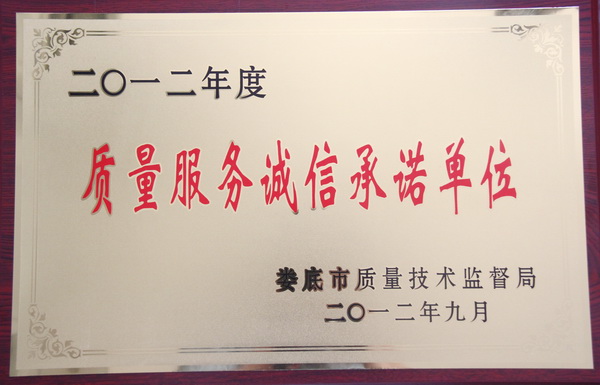 二〇一二年度
质量服务诚信承诺单位
娄底市质量技术监督局
二〇一二年九月